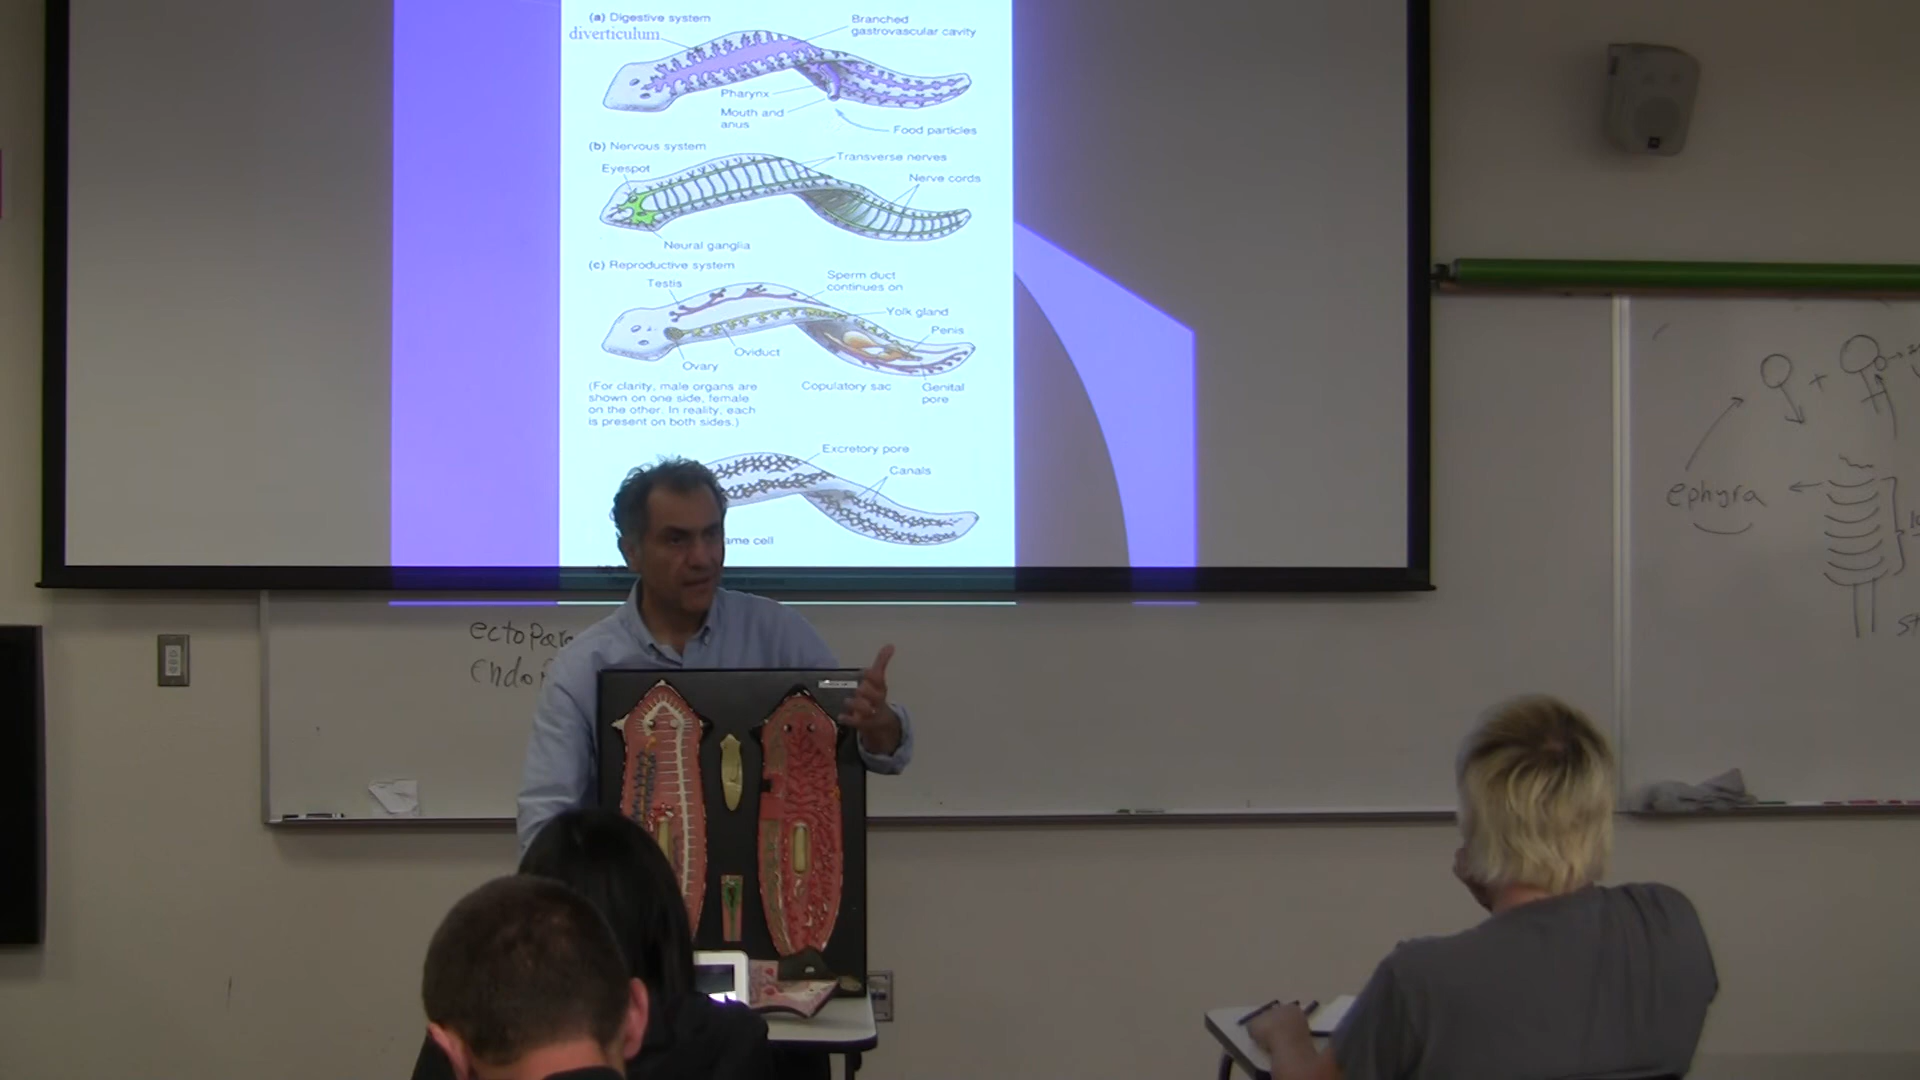 (a) Digestive system
diverticulum
Branched
gastrovascular cavity
Pharynx
Mouth and
anus
Food particles
(b) Nervous system
Eyespot
Transverse nerves
Nerve cords
Neural ganglia
(c) Reproductive system
Testis
Sperm duct
continues on
Yolk gland
Penis
Oviduct
Ovary
Copulatory sac
Genital
pore
(For clarity, male organs are
shown on one side, female
on the other. In reality, each
is present on both sides.)
Excretory pore
Canals
ame cell
ectopar
endo
ephyra
st